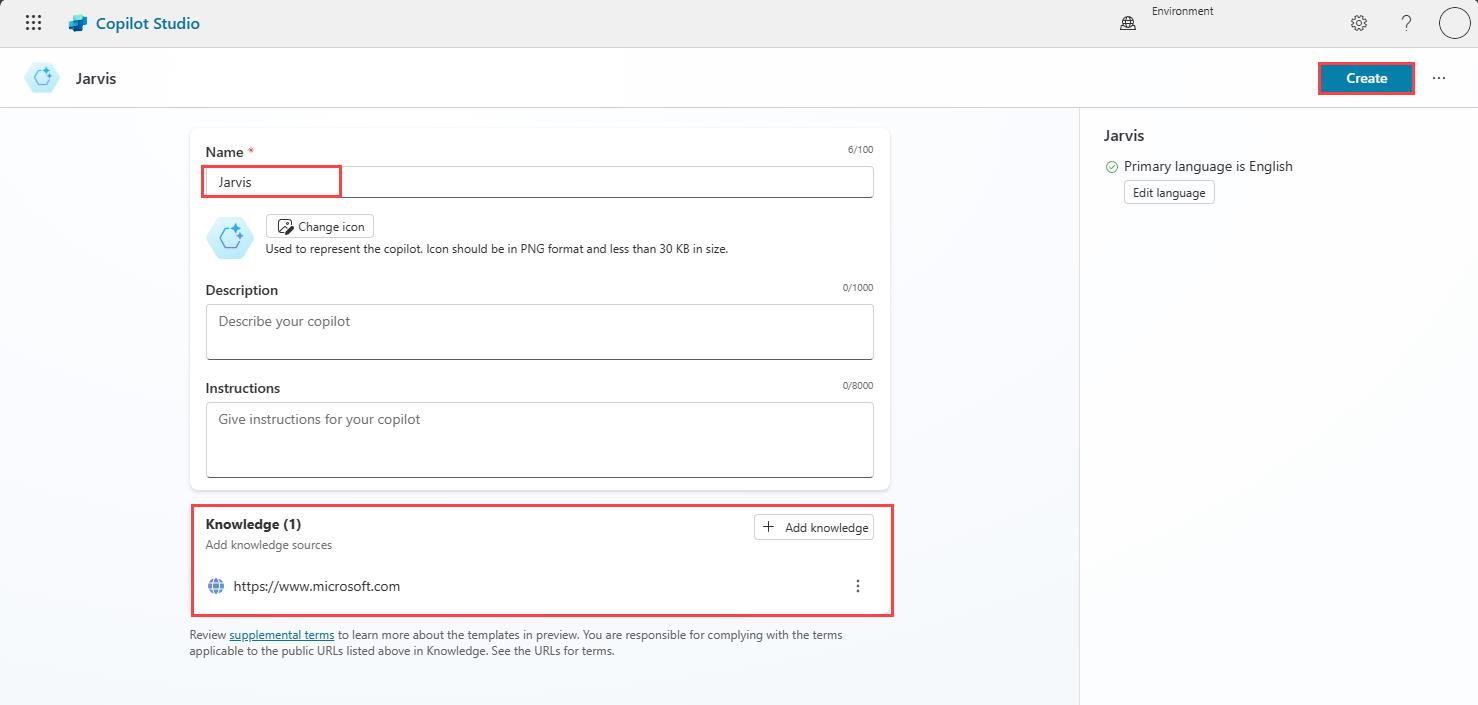 Copilot Studio
Environment
?
Jarvis
Create
Name *
6/100
Jarvis
Change icon
Used to represent the copilot. Icon should be in PNG format and less than 30 KB in size.
Description
0/1000
Describe your copilot
Instructions
0/8000
Give instructions for your copilot
Knowledge (1)
Add knowledge
Add knowledge sources
https://www.microsoft.com
Review supplemental terms to learn more about the templates in preview. You are responsible for complying with the terms
applicable to the public URLs listed above in Knowledge. See the URLs for terms.
Jarvis
Primary language is English
Edit language